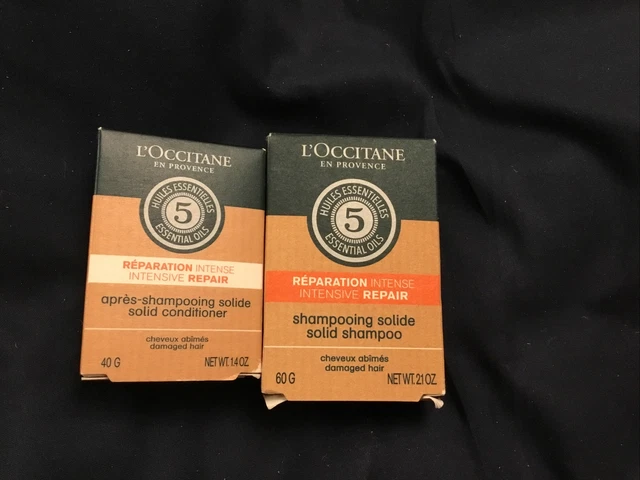 L'OCCITANE
EN PROVENCE
HUILES ESSENTIELLES
5
ESSENTIAL OILS
RÉPARATION INTENSE
INTENSIVE REPAIR
après-shampooing solide
solid conditioner
cheveux abîmés
damaged hair
40 G NET WT. 1.4 OZ.
L'OCCITANE
EN PROVENCE
HUILES ESSENTIELLES
5
ESSENTIAL OILS
RÉPARATION INTENSE
INTENSIVE REPAIR
shampooing solide
solid shampoo
cheveux abîmés
damaged hair
60 G NET WT. 2.1 OZ.